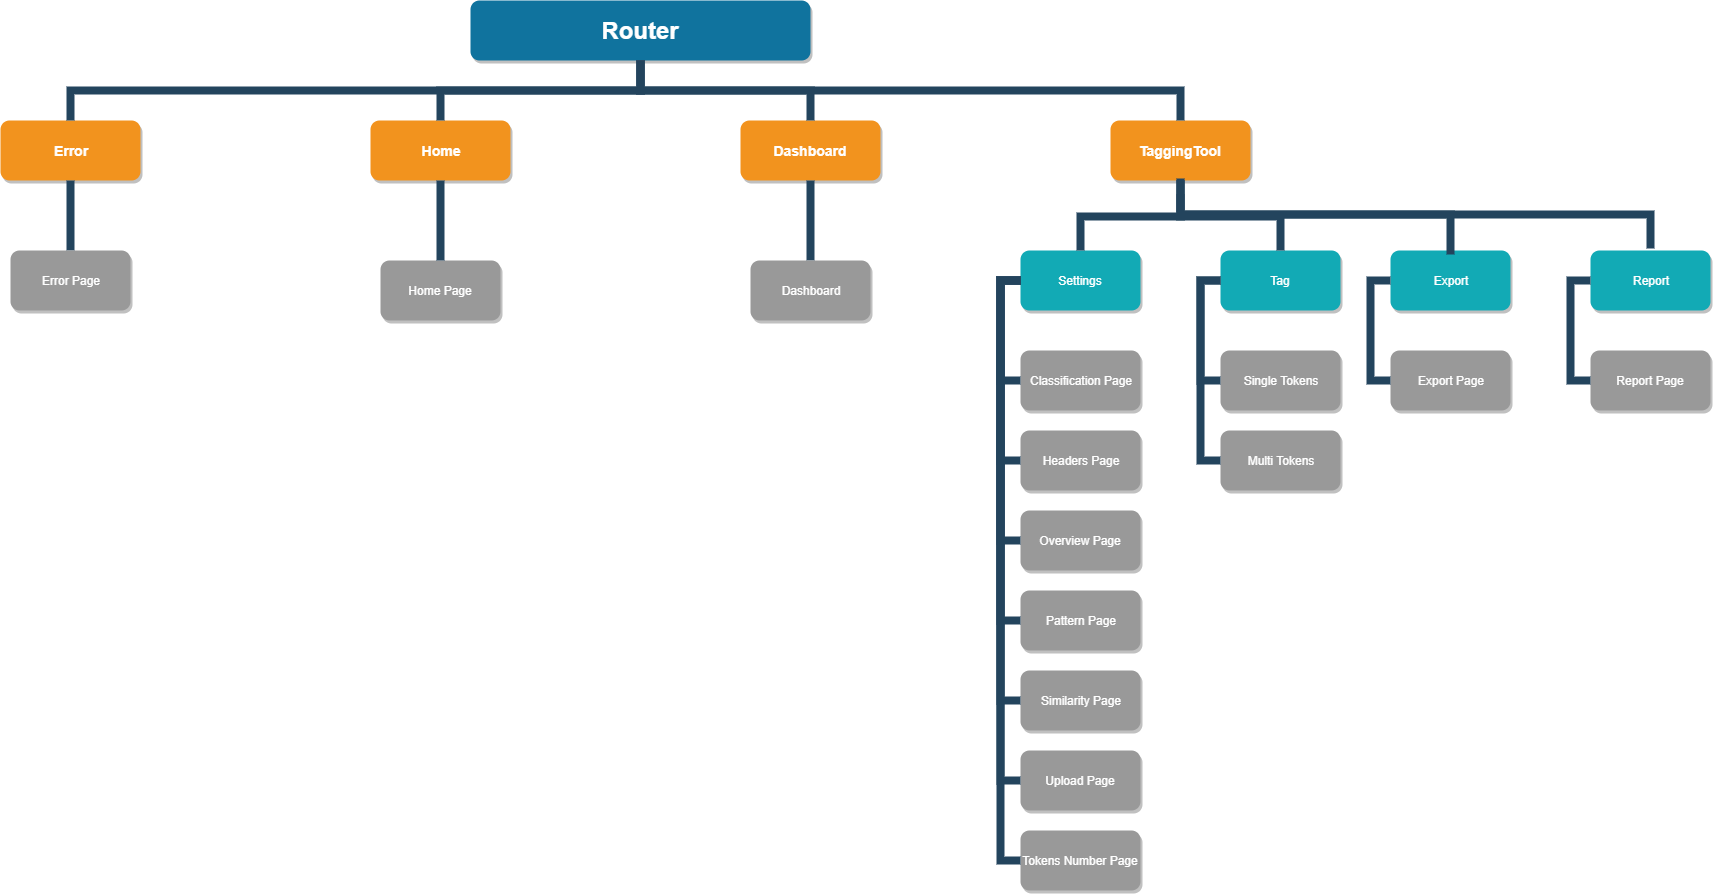 Router
Error
Home
Dashboard
TaggingTool
Error Page
Home Page
Dashboard
Settings
Tag
Export
Report
Classification Page
Single Tokens
Export Page
Report Page
Headers Page
Multi Tokens
Overview Page
Pattern Page
Similarity Page
Upload Page
Tokens Number Page